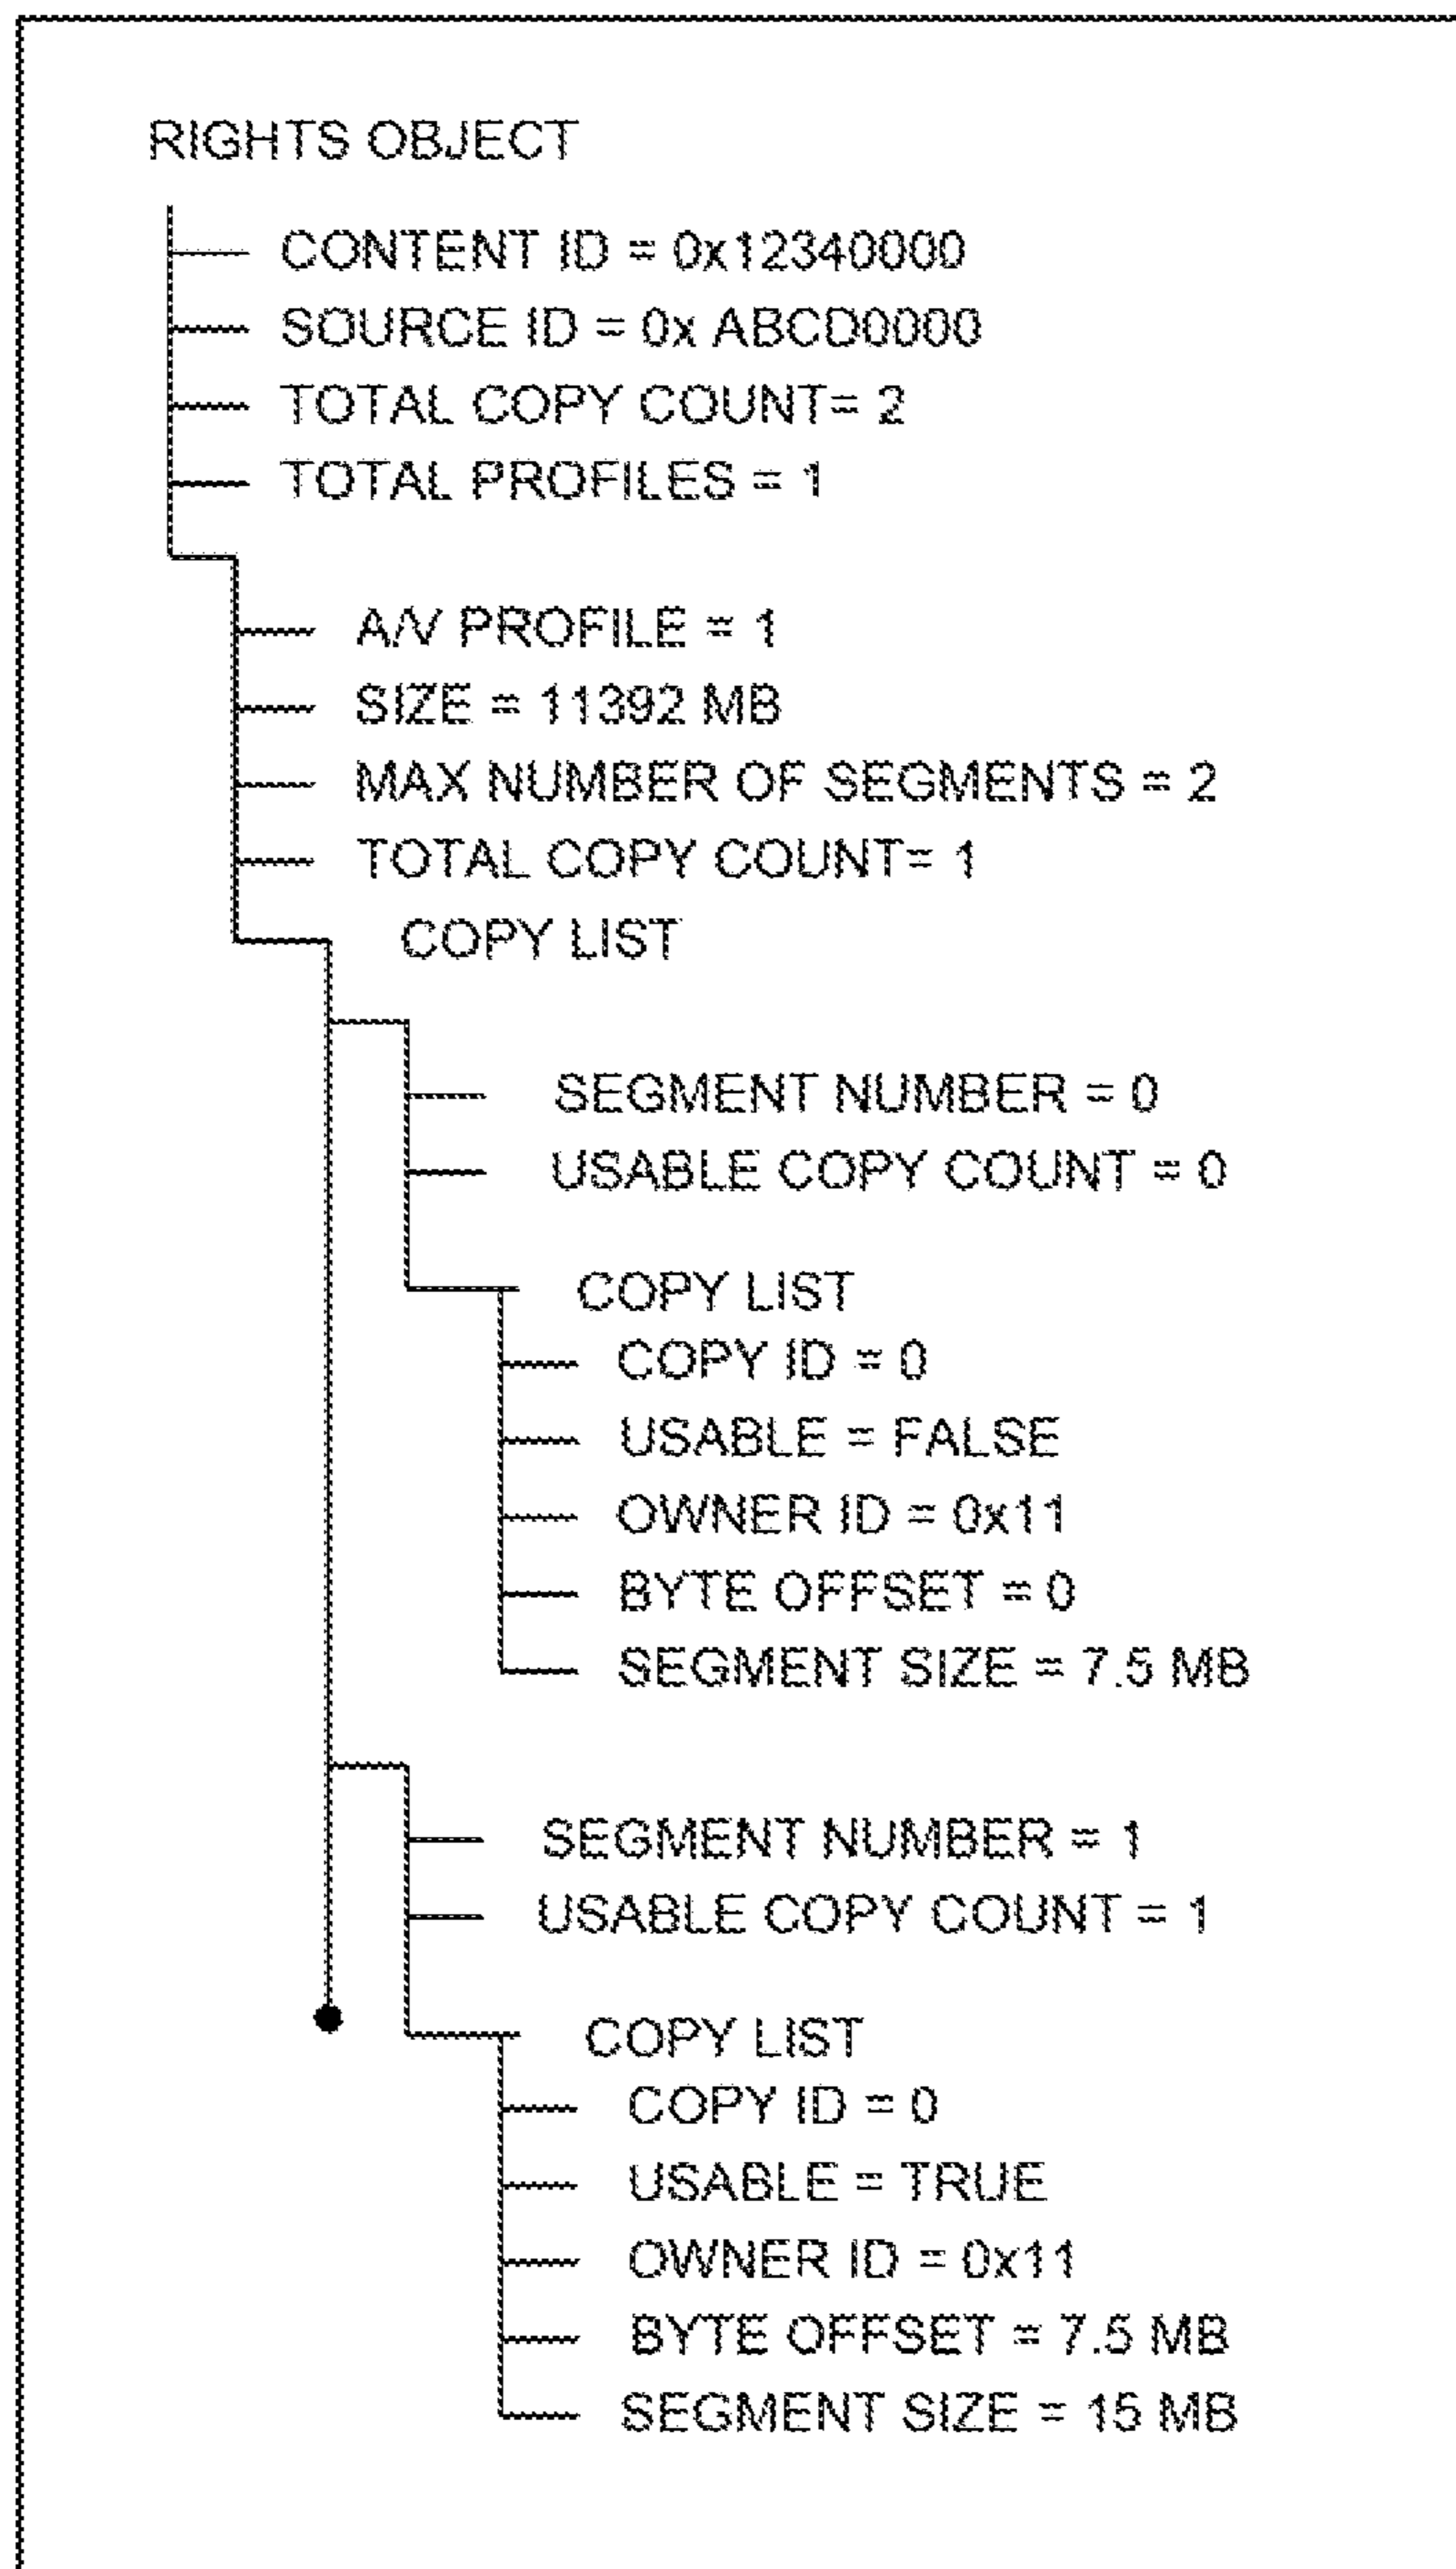 RIGHTS OBJECT
CONTENT ID = 0x12340000
SOURCE ID = 0x ABCD0000
TOTAL COPY COUNT= 2
TOTAL PROFILES = 1
A/V PROFILE = 1
SIZE = 11392 MB
MAX NUMBER OF SEGMENTS = 2
TOTAL COPY COUNT= 1
COPY LIST
SEGMENT NUMBER = 0
USABLE COPY COUNT = 0
COPY LIST
COPY ID = 0
USABLE = FALSE
OWNER ID = 0x11
BYTE OFFSET = 0
SEGMENT SIZE = 7.5 MB
SEGMENT NUMBER = 1
USABLE COPY COUNT = 1
COPY LIST
COPY ID = 0
USABLE = TRUE
OWNER ID = 0x11
BYTE OFFSET = 7.5 MB
SEGMENT SIZE = 15 MB